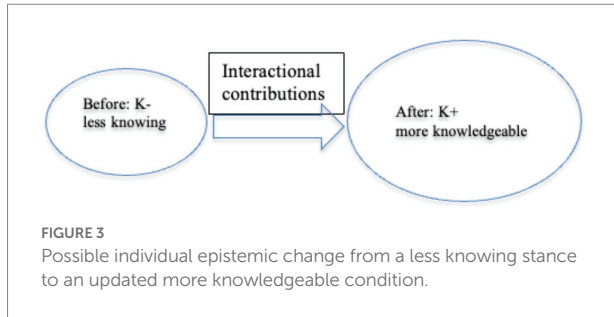 Interactional
contributions
Before: K-
less knowing
After: K+
more knowledgeable
FIGURE 3
Possible individual epistemic change from a less knowing stance
to an updated more knowledgeable condition.